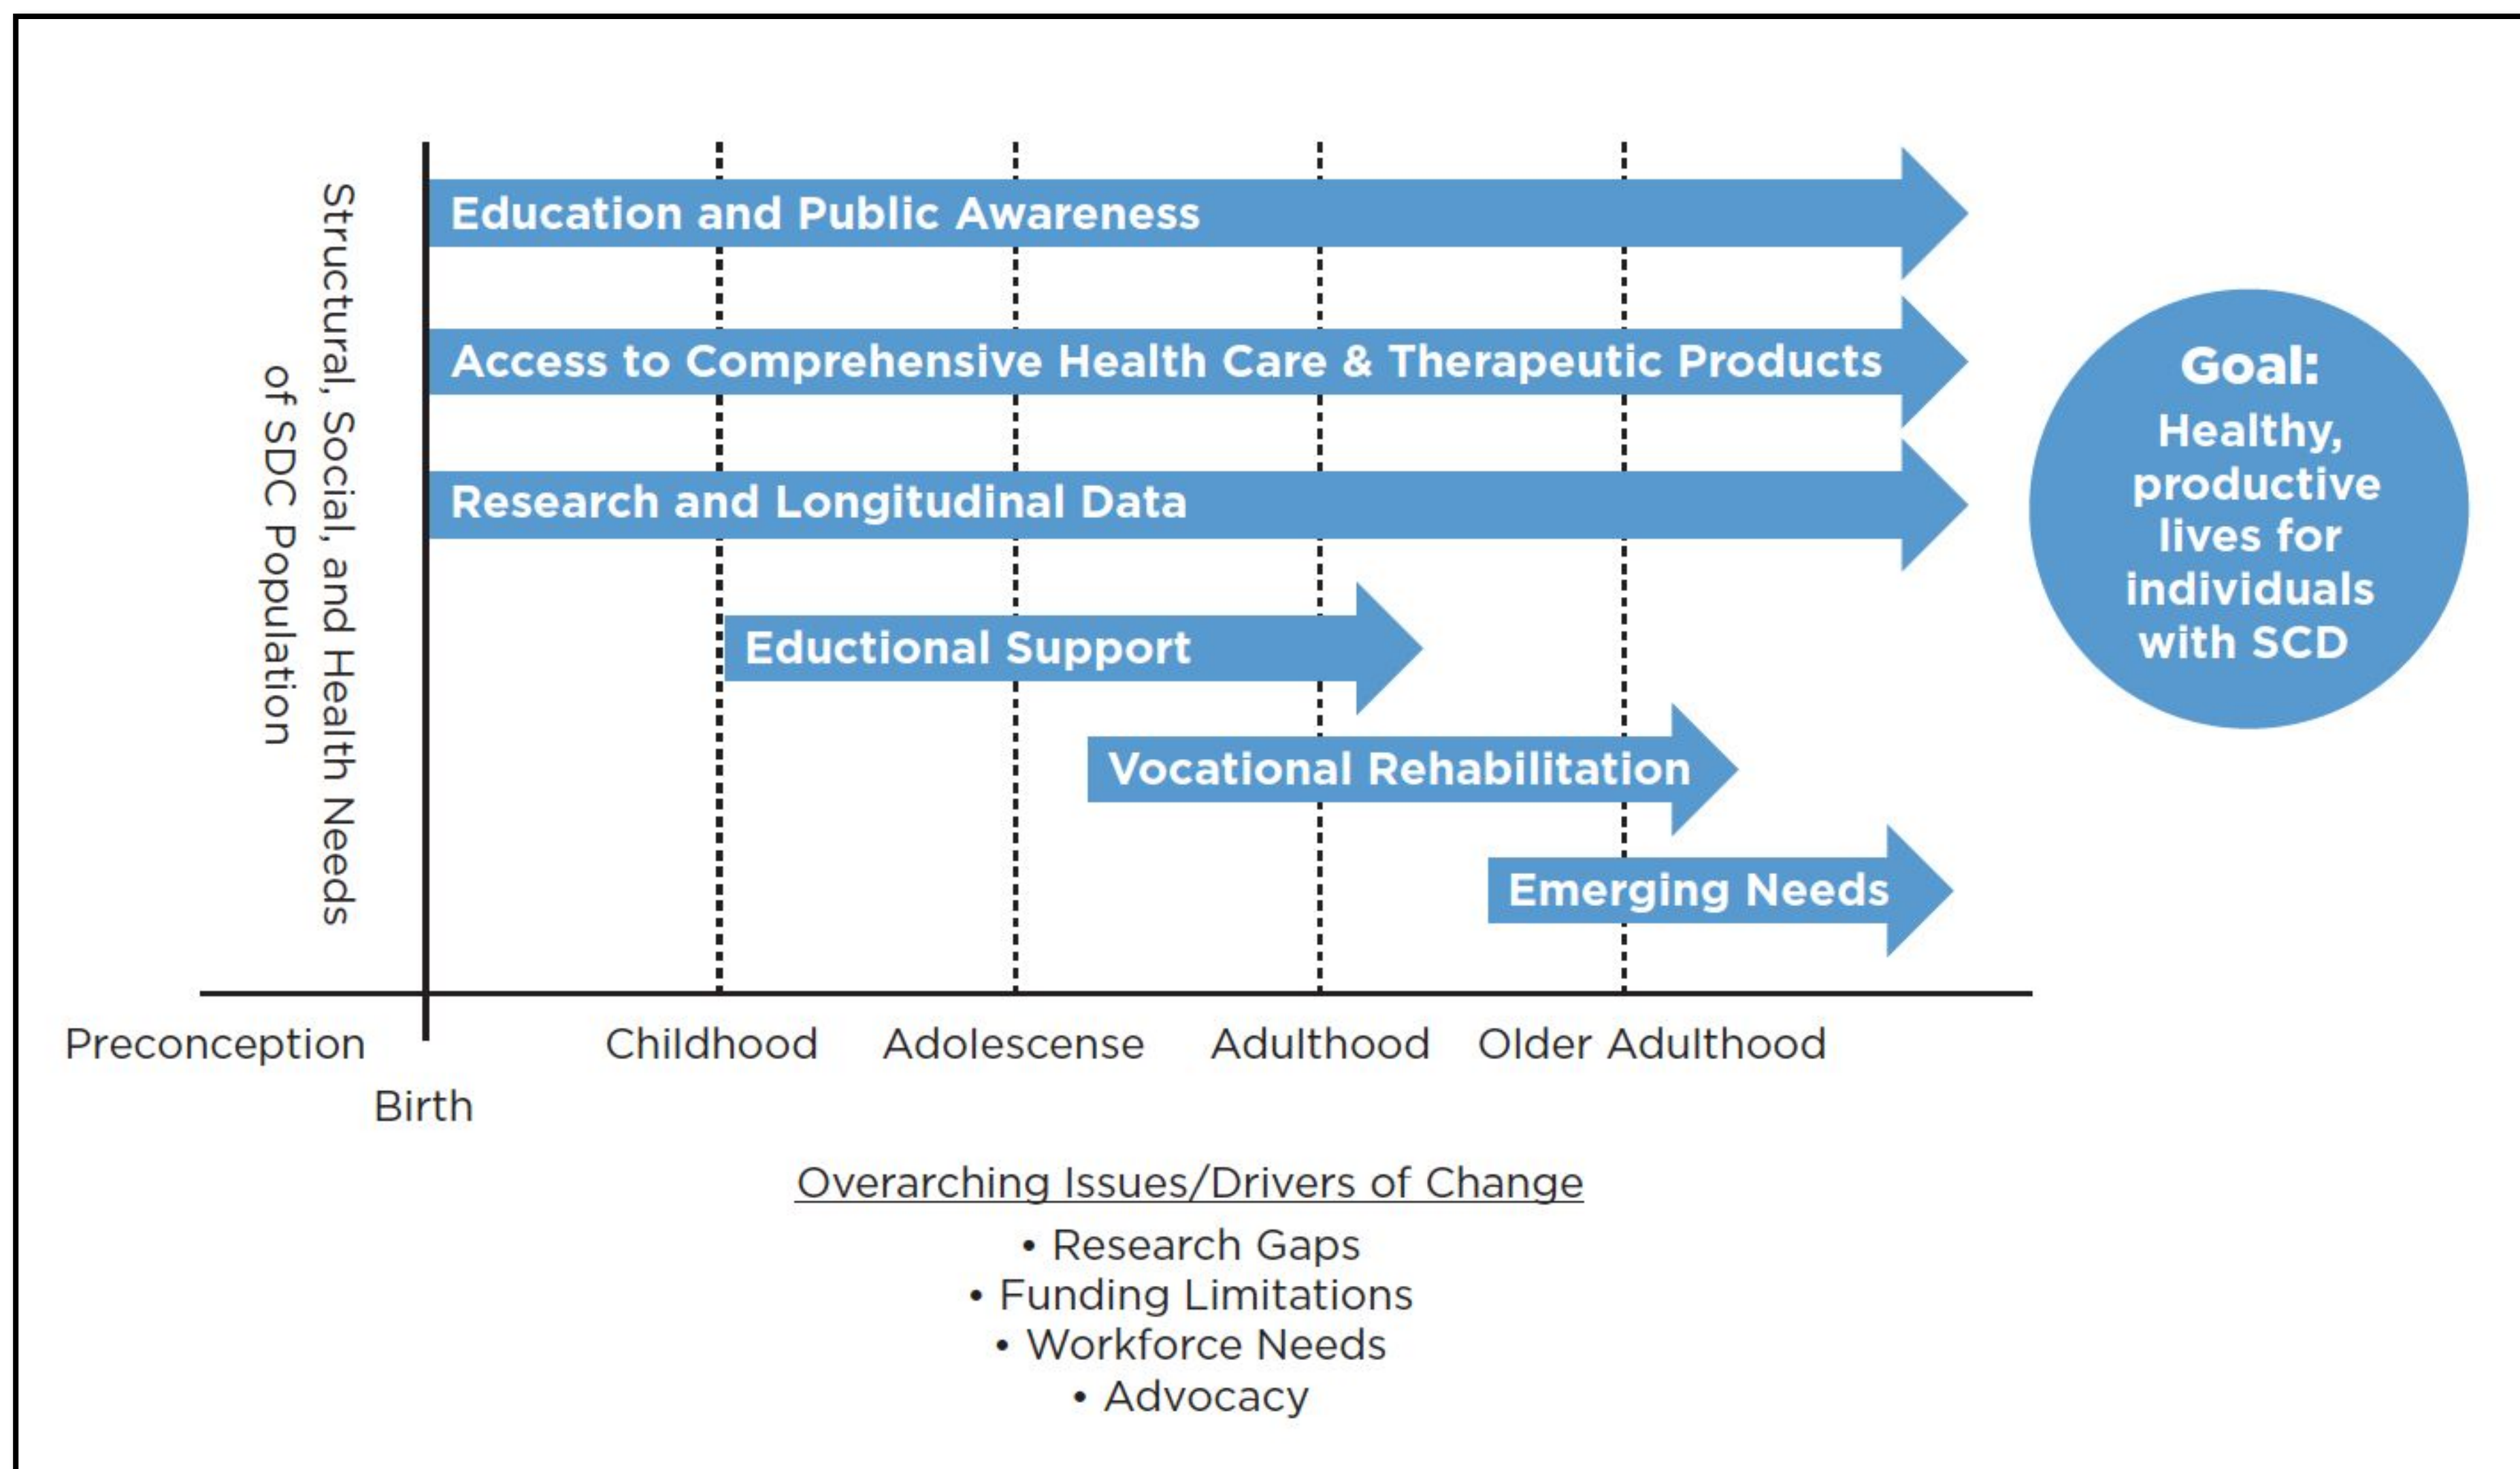 Structural, Social, and Health Needs
of SDC Population
Education and Public Awareness
Access to Comprehensive Health Care & Therapeutic Products
Research and Longitudinal Data
Eductional Support
Vocational Rehabilitation
Emerging Needs
Goal:
Healthy,
productive
lives for
individuals
with SCD
Preconception
Birth
Childhood
Adolescense
Adulthood
Older Adulthood
Overarching Issues/Drivers of Change
• Research Gaps
• Funding Limitations
• Workforce Needs
• Advocacy